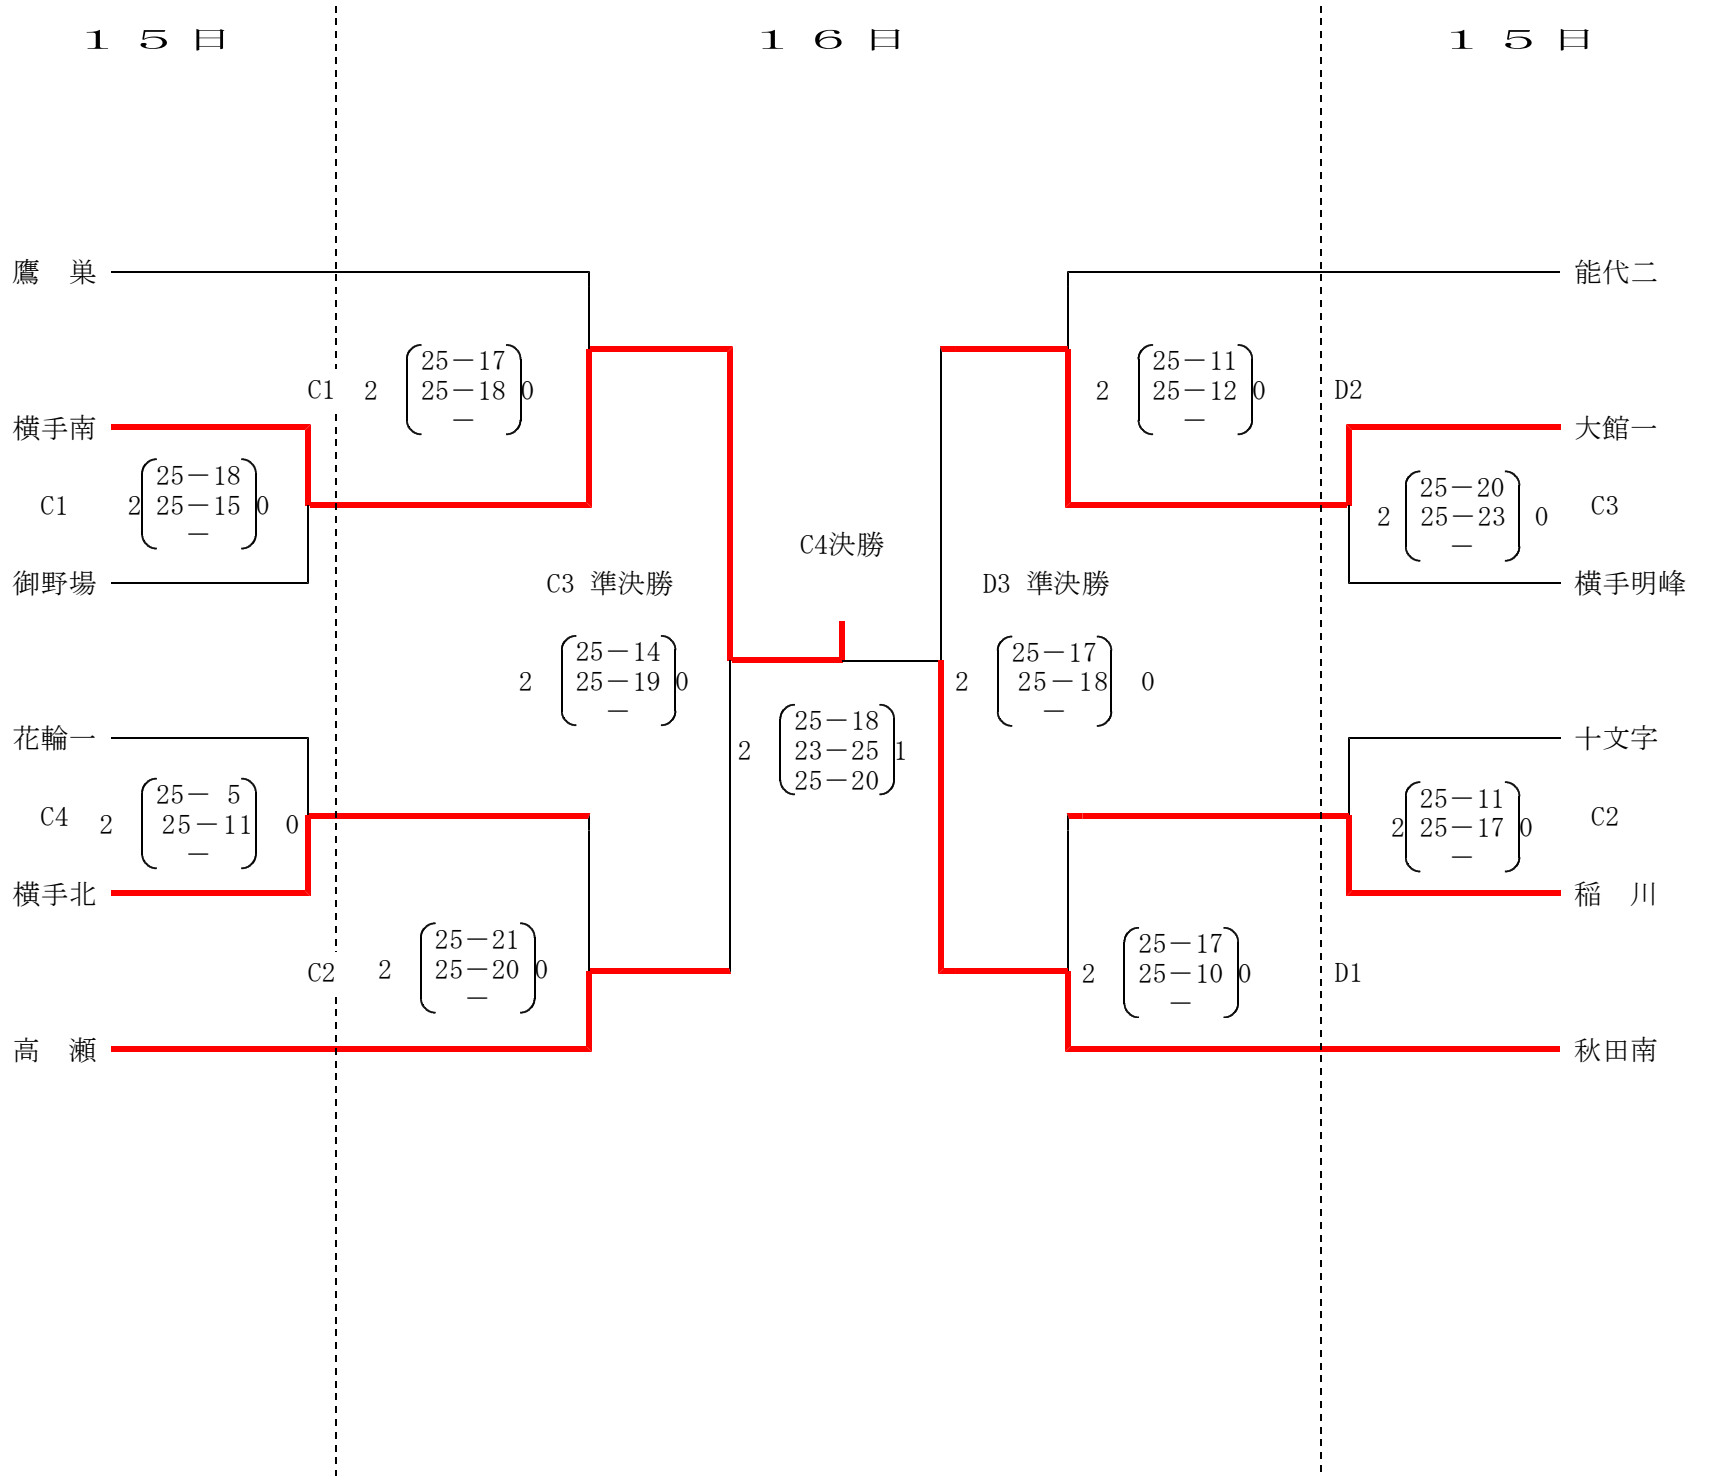 １５日 １６日 １５日
鷹　巣
能代二
25－17
C1 2 25－18 0
－
25－11
2 25－12 0 D2
－
横手南
大館一
25－18
C1 2 25－15 0
－
25－20
2 25－23 0 C3
－
C4決勝
御野場
C3 準決勝
D3 準決勝
横手明峰
25－14
2 25－19 0
－
25－17
2 25－18 0
－
25－18
2 23－25 1
25－20
花輪一
十文字
25－ 5
C4 2 25－11 0
－
25－11
2 25－17 0 C2
－
横手北
稲　川
25－21
C2 2 25－20 0
－
25－17
2 25－10 0 D1
－
高　瀬
秋田南